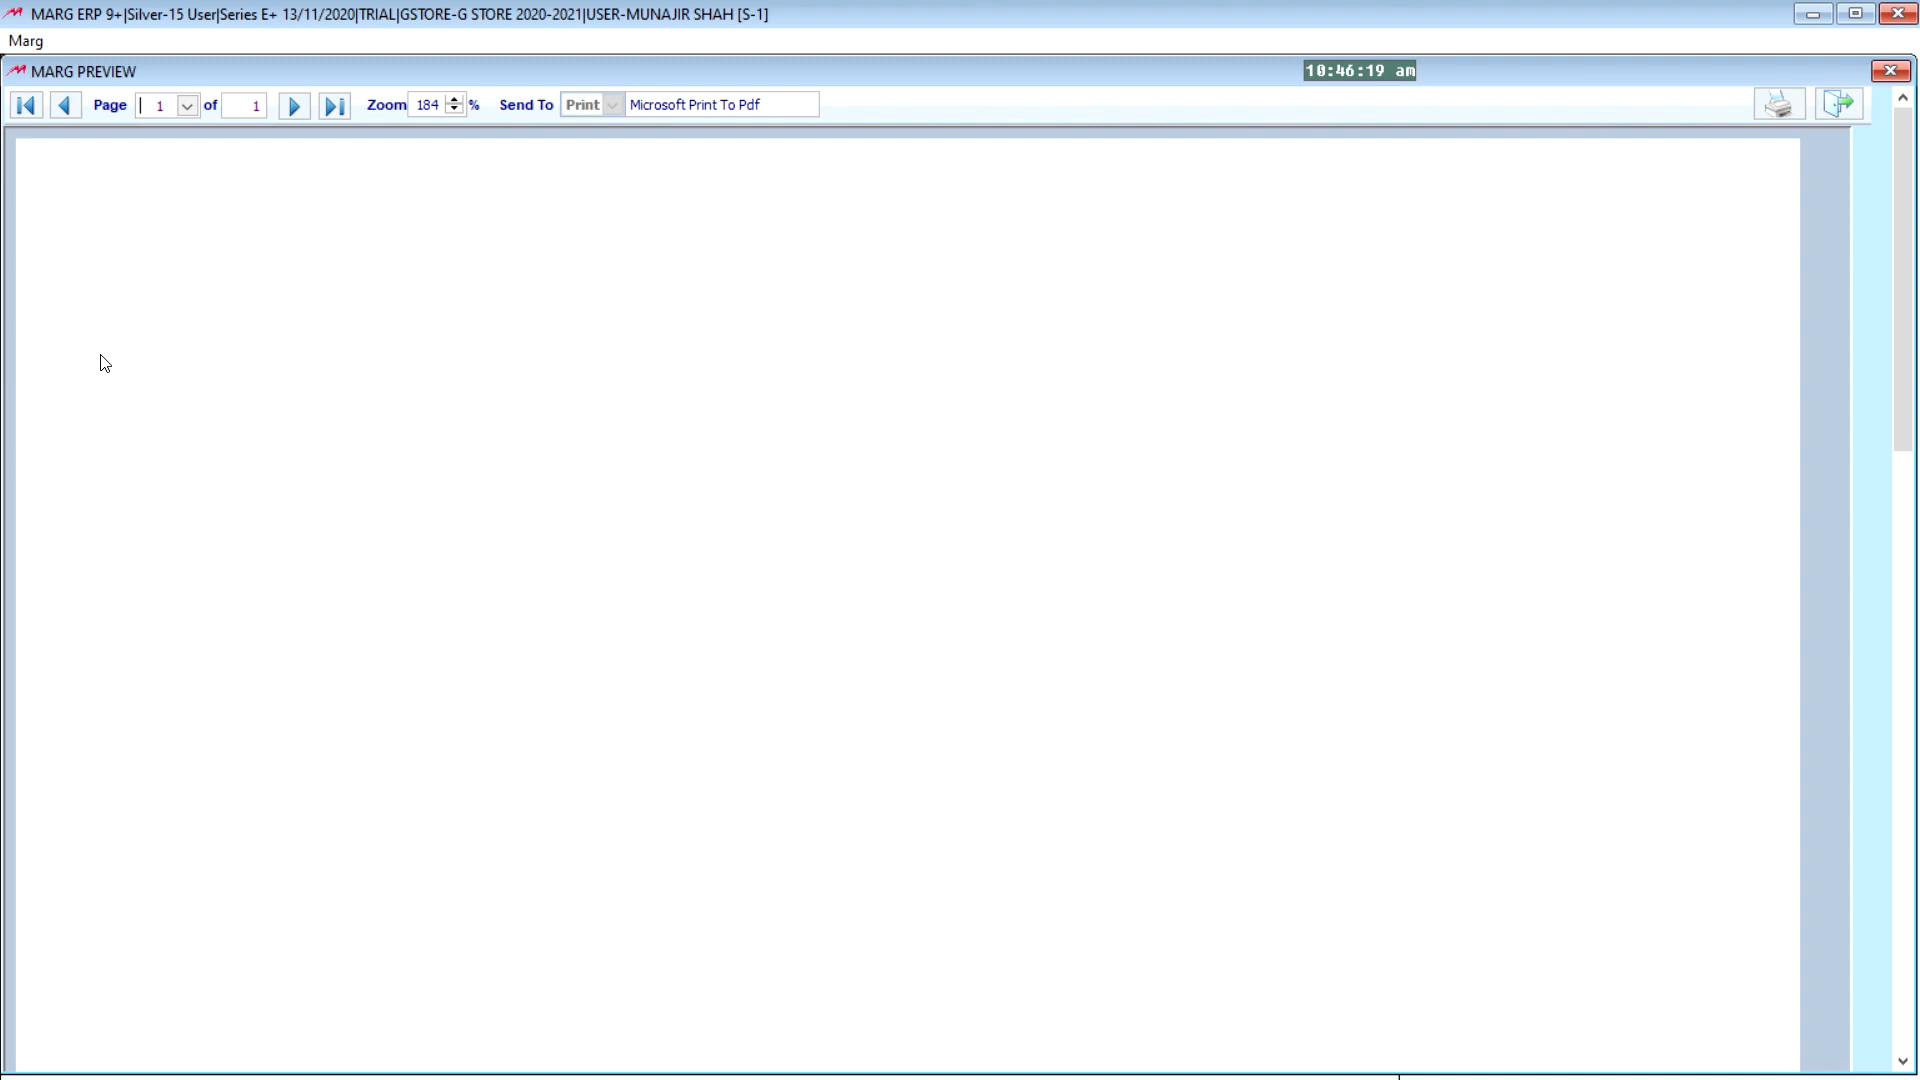 MARG ERP 9+|Silver-15 User|Series E+ 13/11/2020|TRIAL|GSTORE-G STORE 2020-2021|USER-MUNAJIR SHAH [S-1]
Marg
MARG PREVIEW 10:46:19 am
Page 1 of 1 Zoom 184 % Send To Print Microsoft Print To Pdf